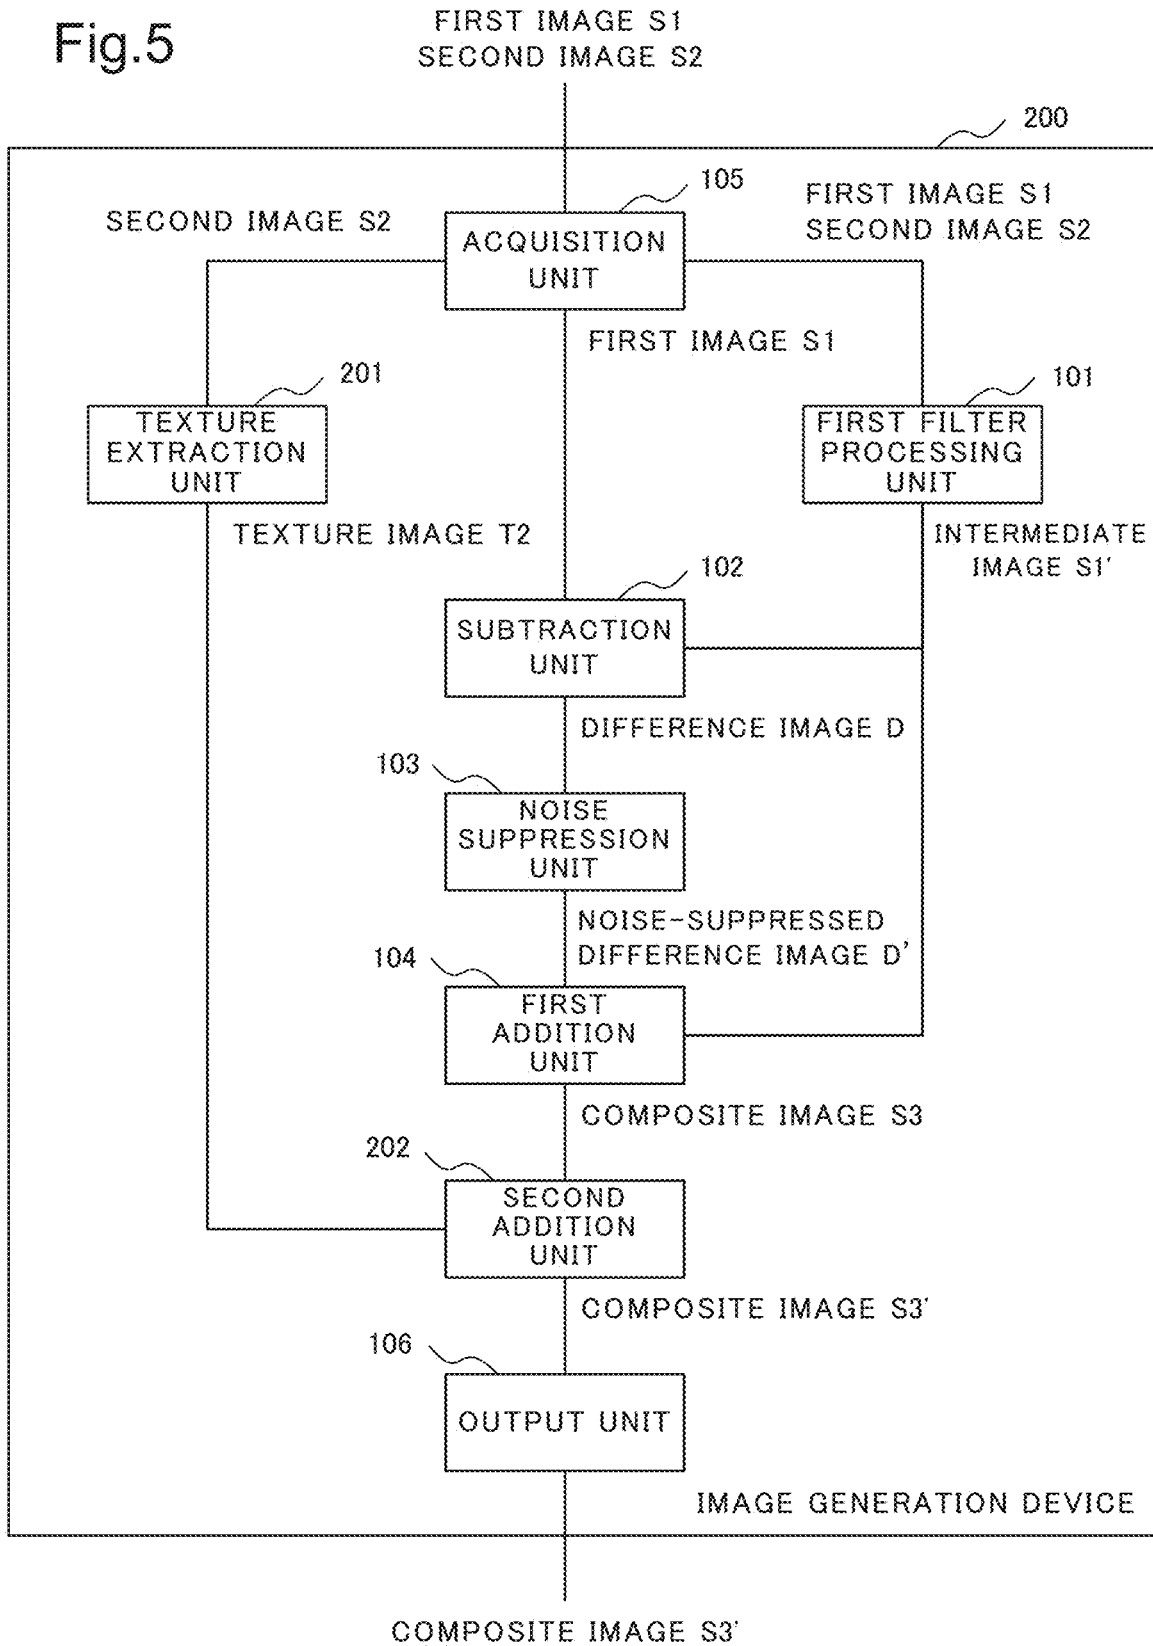 Fig.5
FIRST IMAGE S1
SECOND IMAGE S2
200
105
SECOND IMAGE S2
FIRST IMAGE S1
SECOND IMAGE S2
ACQUISITION
UNIT
FIRST IMAGE S1
201
101
TEXTURE
EXTRACTION
UNIT
FIRST FILTER
PROCESSING
UNIT
TEXTURE IMAGE T2
INTERMEDIATE
IMAGE S1'
102
SUBTRACTION
UNIT
DIFFERENCE IMAGE D
103
NOISE
SUPPRESSION
UNIT
NOISE-SUPPRESSED
DIFFERENCE IMAGE D'
104
FIRST
ADDITION
UNIT
COMPOSITE IMAGE S3
202
SECOND
ADDITION
UNIT
COMPOSITE IMAGE S3'
106
OUTPUT UNIT
IMAGE GENERATION DEVICE
COMPOSITE IMAGE S3'